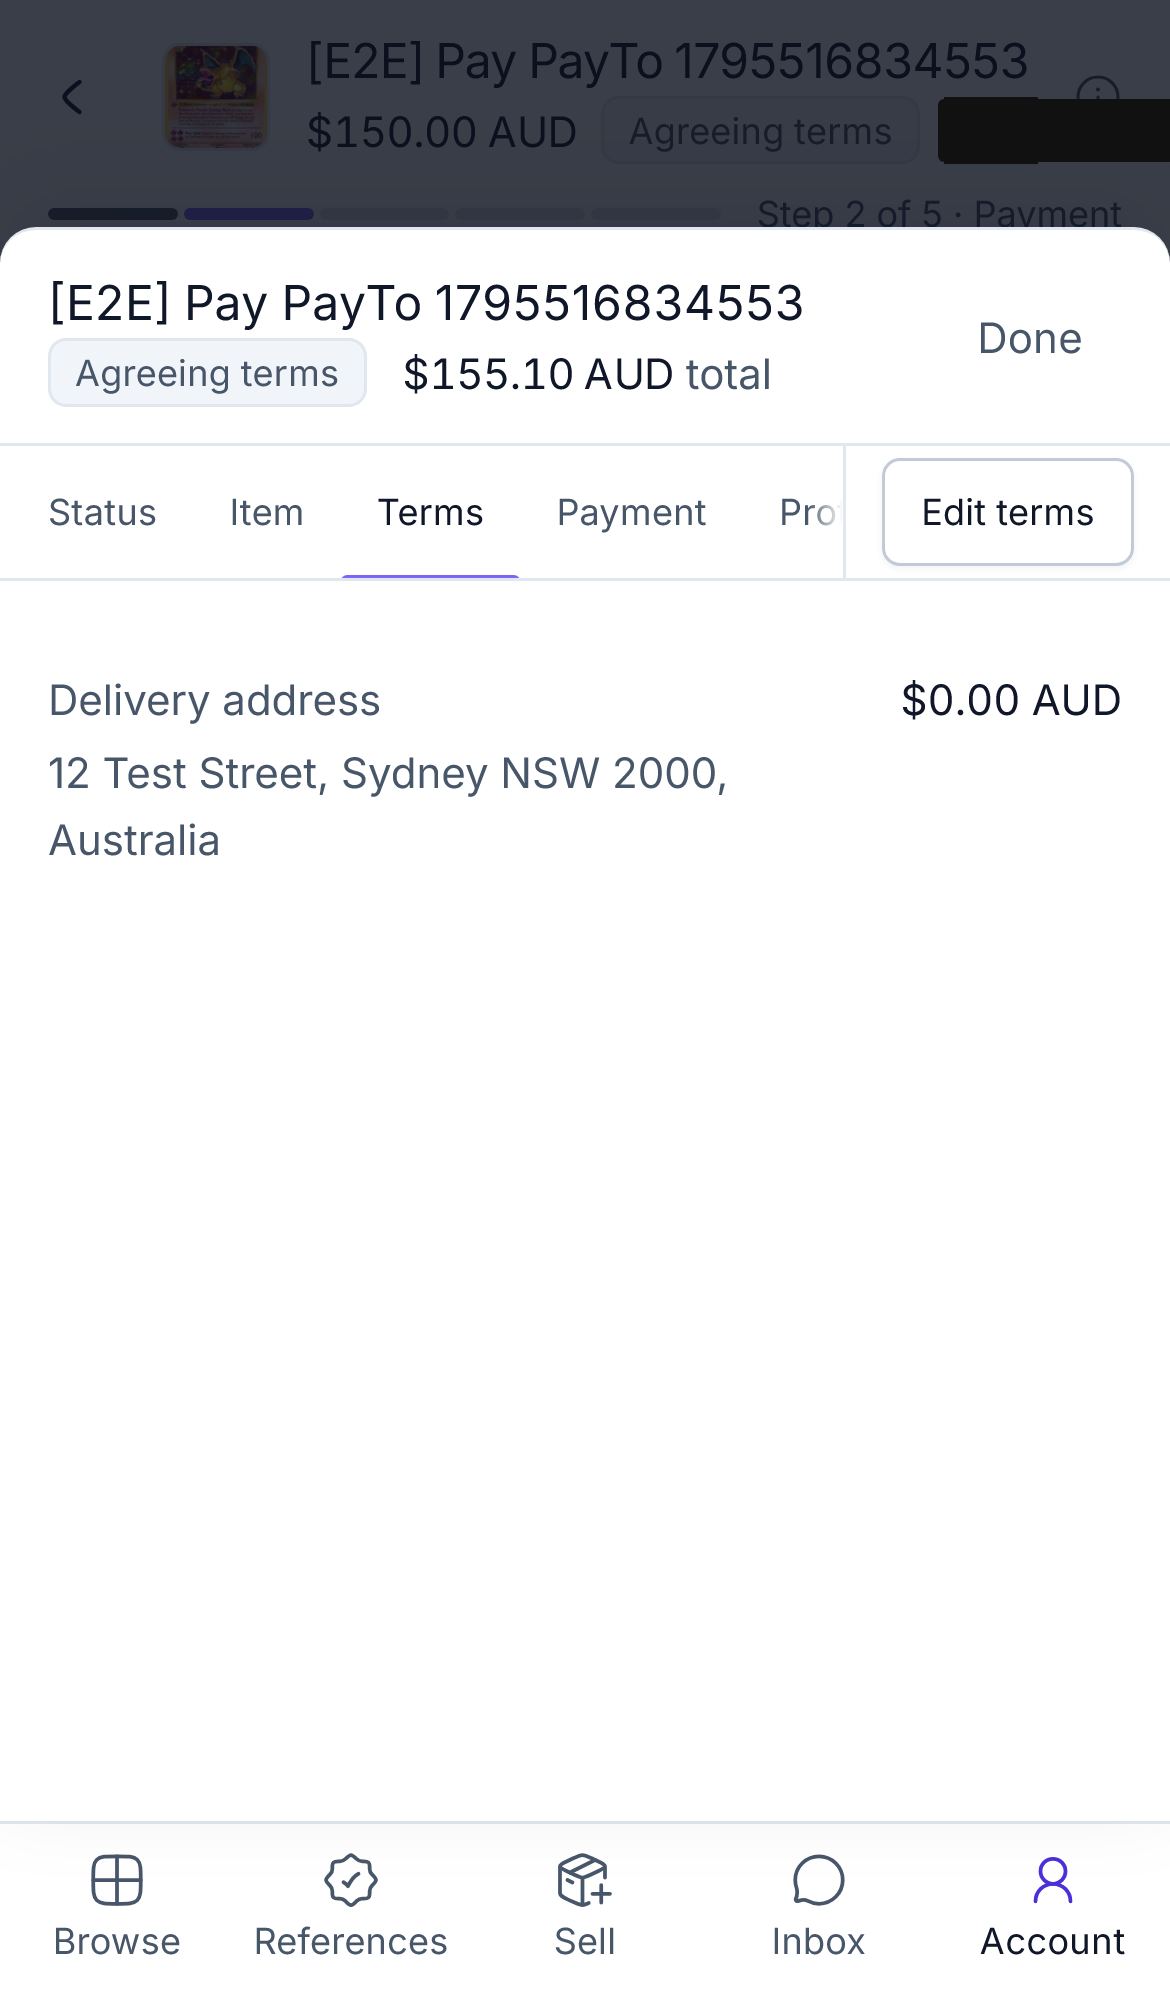 [E2E] Pay PayTo 1795516834553
$150.00 AUD Agreeing terms
Step 2 of 5 · Payment
[E2E] Pay PayTo 1795516834553
Agreeing terms $155.10 AUD total
Done
Status Item Terms Payment Pro
Edit terms
Delivery address $0.00 AUD
12 Test Street, Sydney NSW 2000,
Australia
Browse References Sell Inbox Account